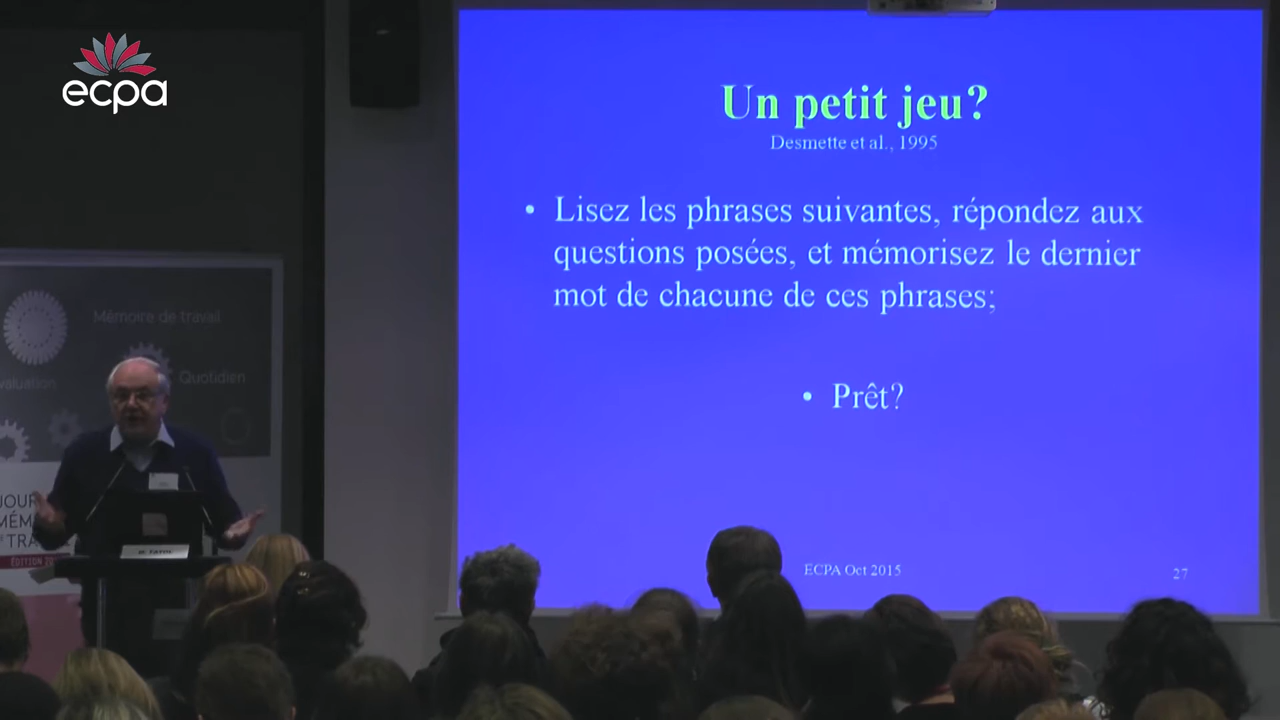 ecpa
Un petit jeu?
Desmette et al., 1995
• Lisez les phrases suivantes, répondez aux
questions posées, et mémorisez le dernier
mot de chacune de ces phrases;
• Prêt?
ECPA Oct 2015
27
Mémoire de travail
Quotidien
M. FAYOL